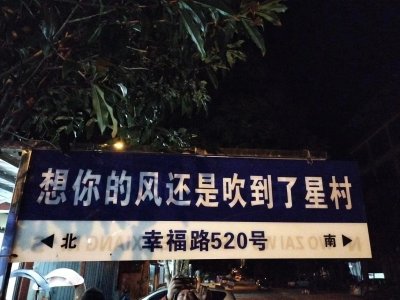 想你的风还是吹到了星村
◀北 幸福路520号 南▶